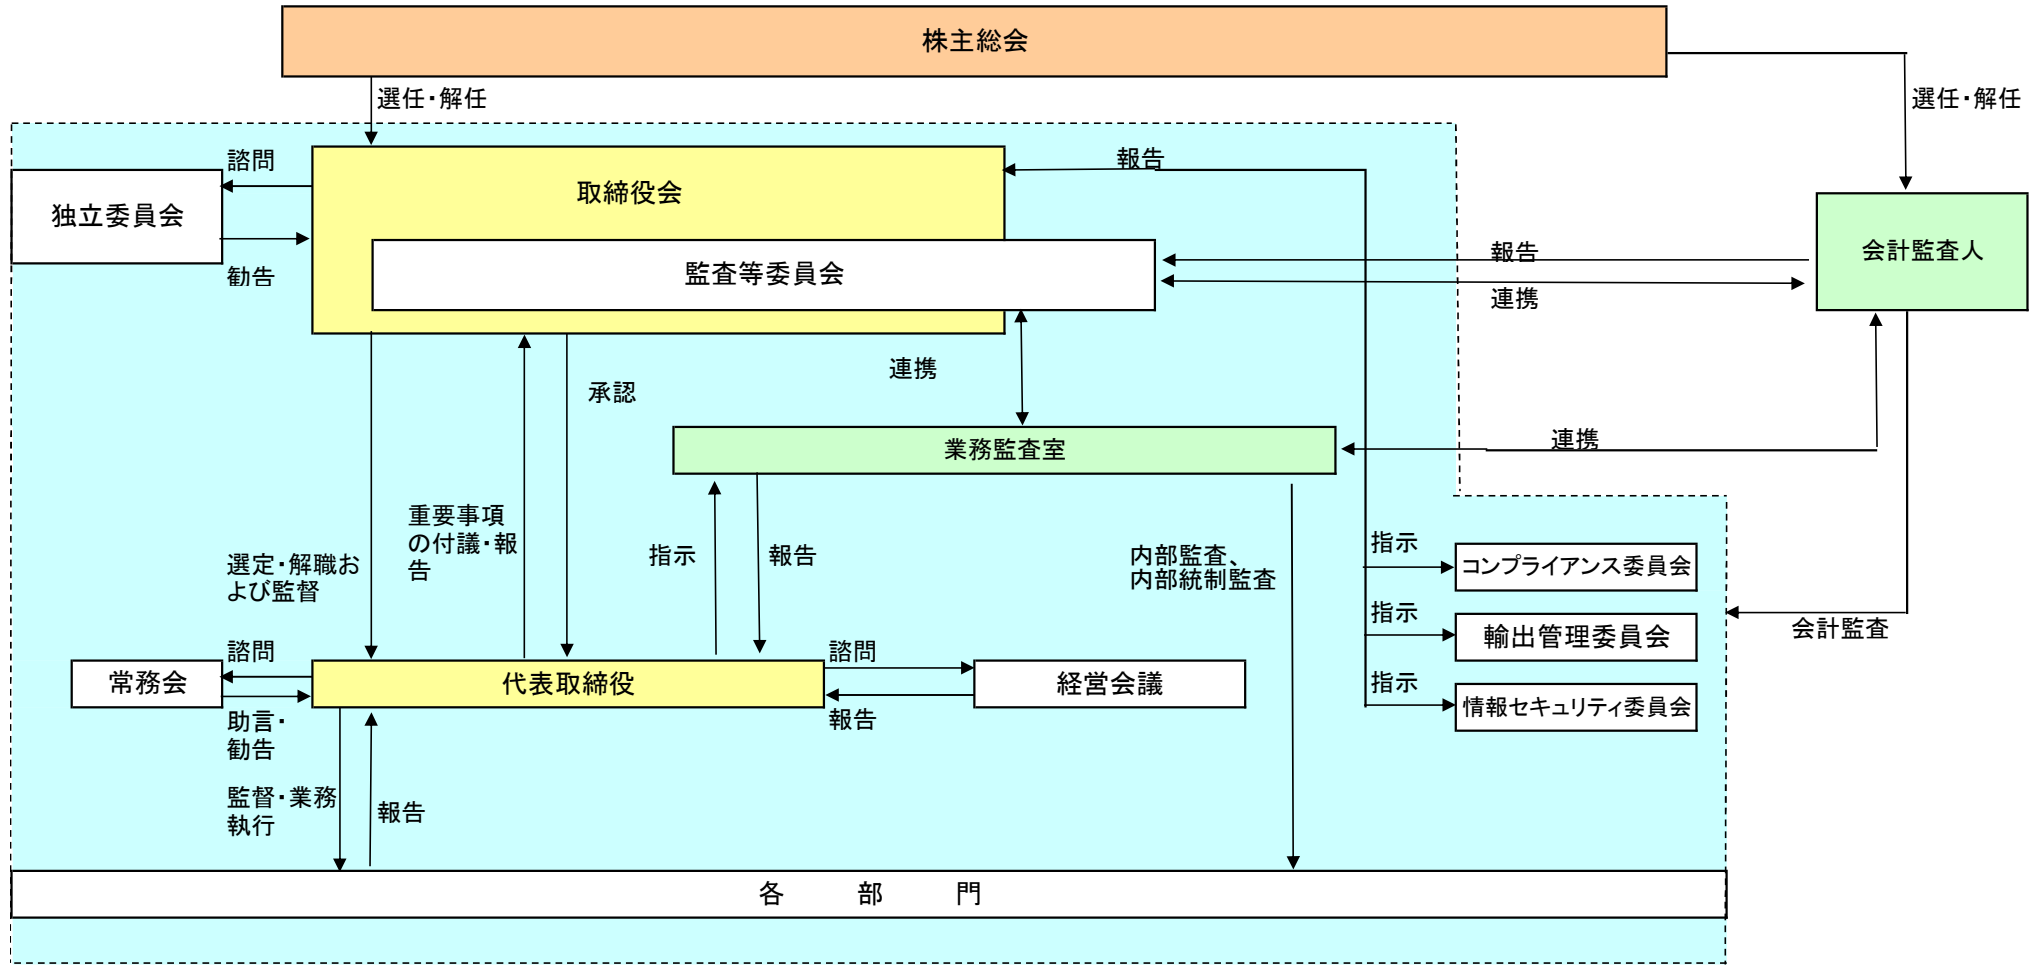 株主総会
選任・解任
選任・解任
諮問
取締役会
報告
独立委員会
勧告
監査等委員会
報告
連携
会計監査人
連携
承認
業務監査室
連携
重要事項
の付議・報
告
選定・解職お
よび監督
指示
報告
内部監査、
内部統制監査
指示
コンプライアンス委員会
指示
輸出管理委員会
会計監査
指示
情報セキュリティ委員会
諮問
常務会
助言・
勧告
代表取締役
諮問
報告
経営会議
監督・業務
執行
報告
各 部 門